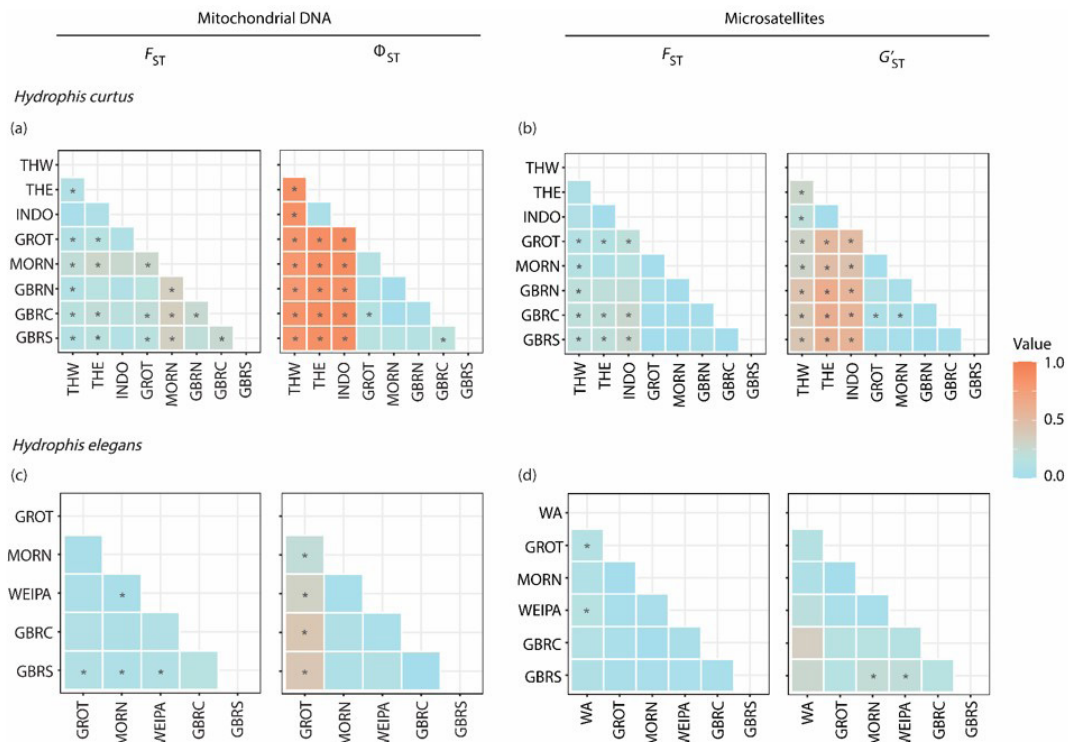 Mitochondrial DNA
Microsatellites
F_ST
Φ_ST
F_ST
G′_ST
Hydrophis curtus
(a)
(b)
THW
THE
INDO
GROT
MORN
GBRN
GBRC
GBRS
THW THE INDO GROT MORN GBRN GBRC GBRS
THW THE INDO GROT MORN GBRN GBRC GBRS
THW
THE
INDO
GROT
MORN
GBRN
GBRC
GBRS
THW THE INDO GROT MORN GBRN GBRC GBRS
THW THE INDO GROT MORN GBRN GBRC GBRS
Value
1.0
0.5
0.0
Hydrophis elegans
(c)
(d)
GROT
MORN
WEIPA
GBRC
GBRS
GROT MORN WEIPA GBRC GBRS
GROT MORN WEIPA GBRC GBRS
WA
GROT
MORN
WEIPA
GBRC
GBRS
WA GROT MORN WEIPA GBRC GBRS
WA GROT MORN WEIPA GBRC GBRS